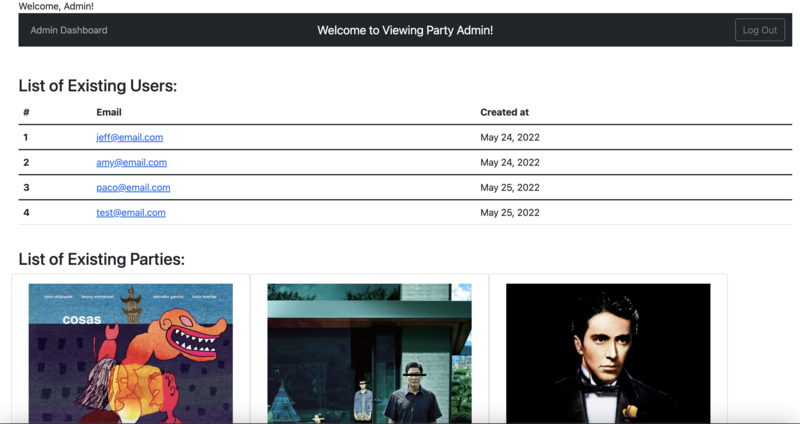 Welcome, Admin!
Admin Dashboard Welcome to Viewing Party Admin! Log Out
List of Existing Users:
# Email Created at
1 jeff@email.com May 24, 2022
2 amy@email.com May 24, 2022
3 paco@email.com May 25, 2022
4 test@email.com May 25, 2022
List of Existing Parties:
cosas